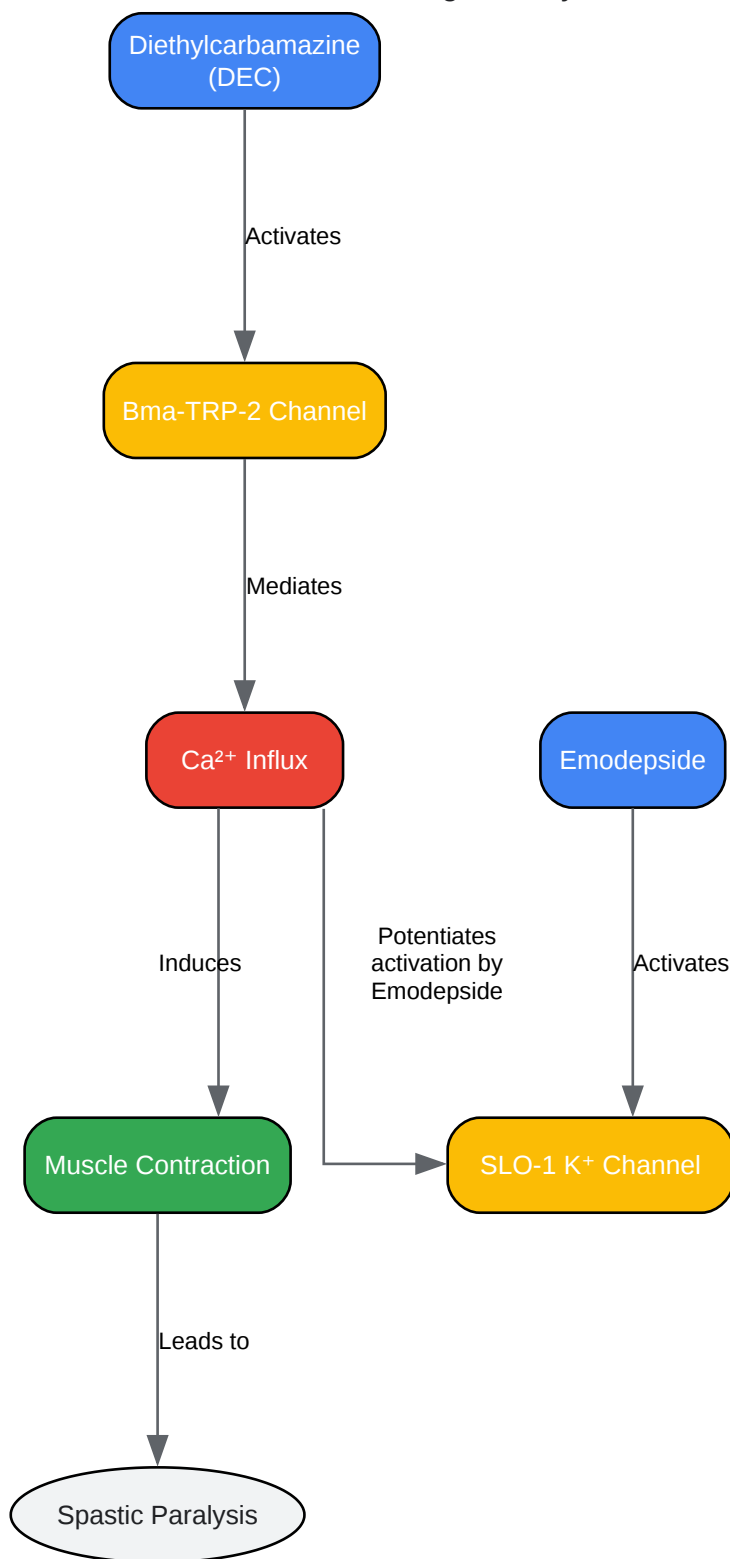 Diethylcarbamazine
(DEC)
Activates
Bma-TRP-2 Channel
Mediates
Ca²⁺ Influx
Emodepside
Induces
Potentiates
activation by
Emodepside
Activates
Muscle Contraction
SLO-1 K⁺ Channel
Leads to
Spastic Paralysis